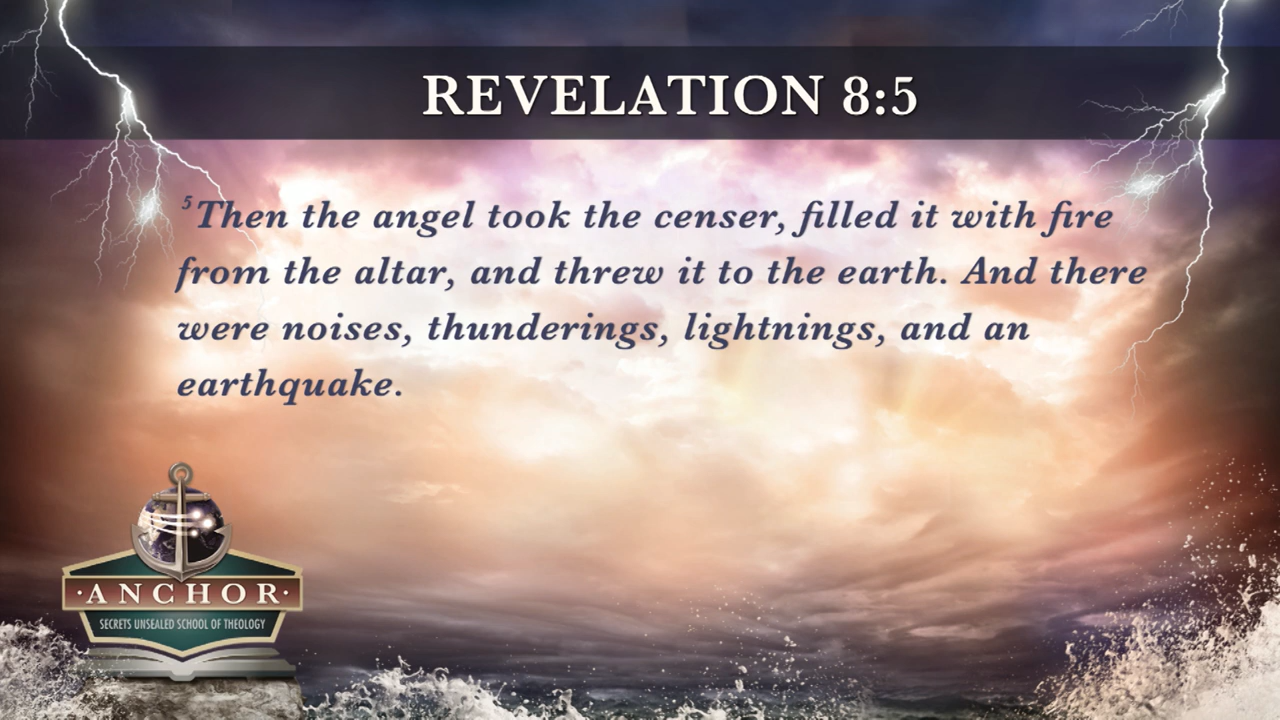 REVELATION 8:5
⁵Then the angel took the censer, filled it with fire
from the altar, and threw it to the earth. And there
were noises, thunderings, lightnings, and an
earthquake.
·ANCHOR·
SECRETS UNSEALED SCHOOL OF THEOLOGY